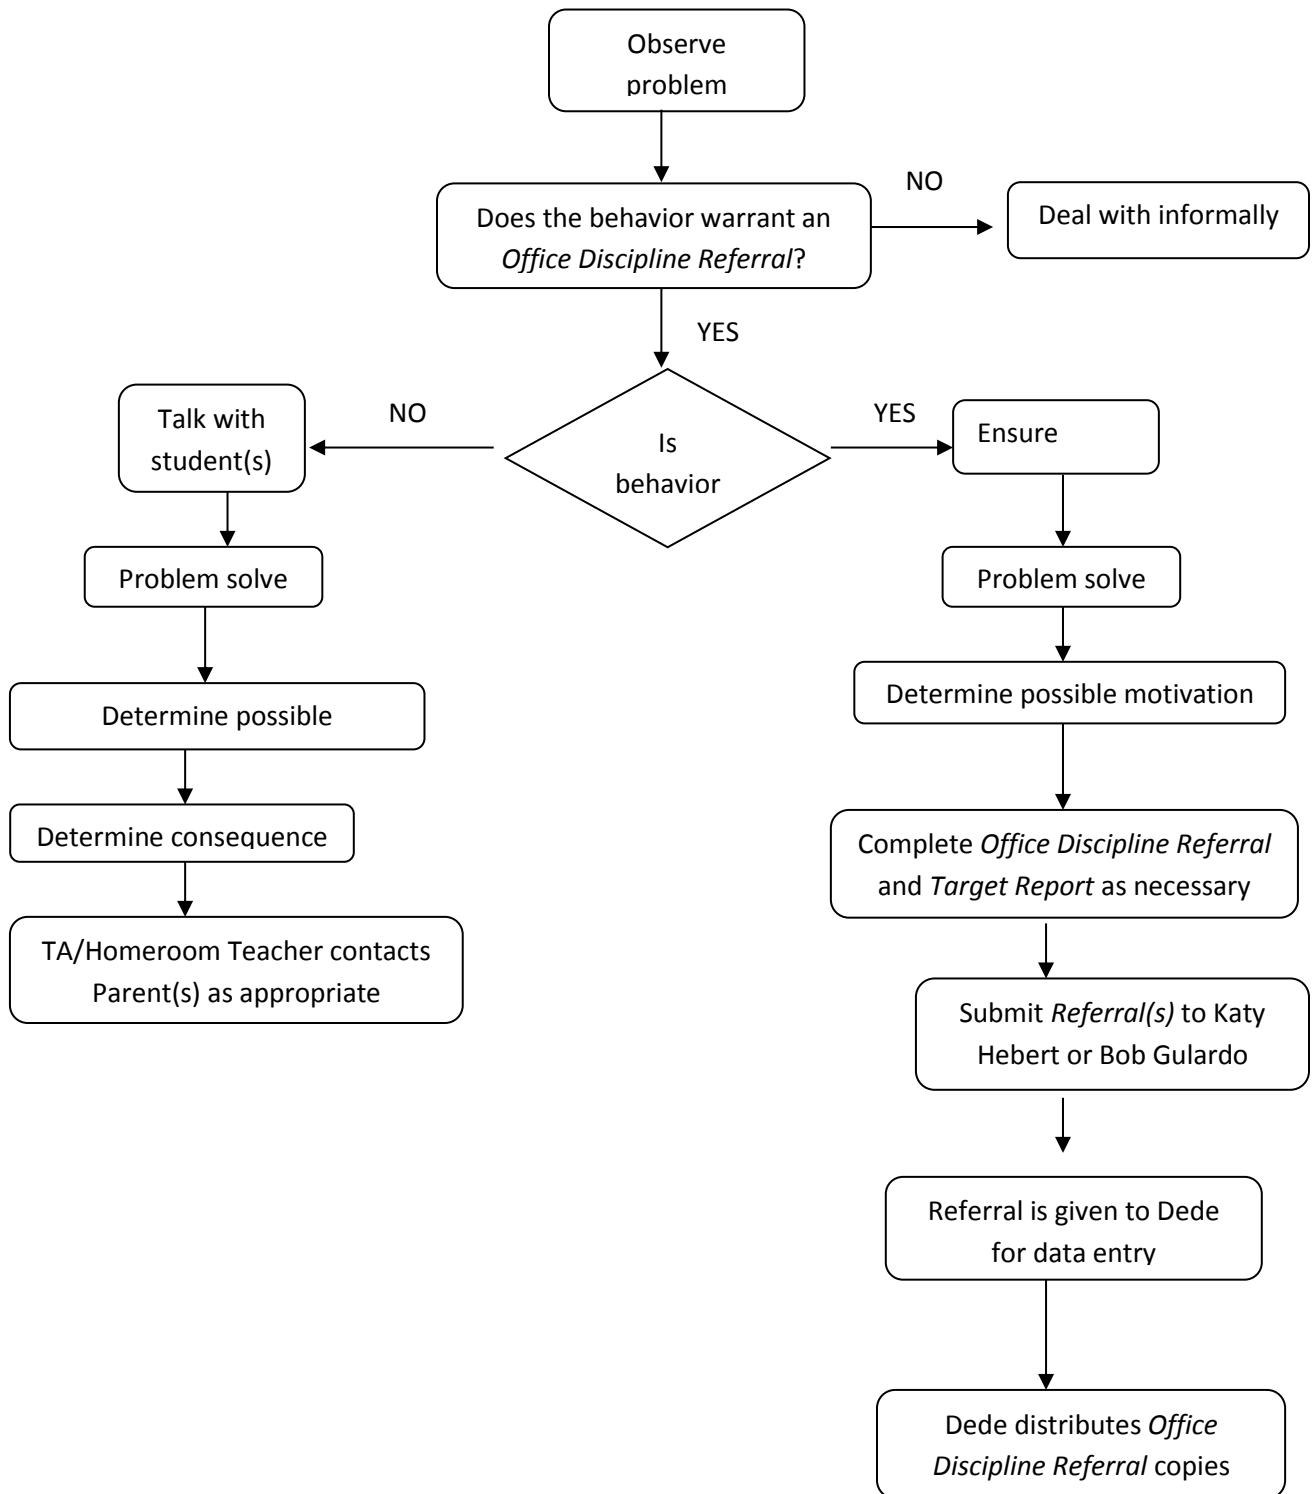 Observe
problem
Does the behavior warrant an
Office Discipline Referral?
NO
Deal with informally
YES
Is
behavior
NO
Talk with
student(s)
Problem solve
Determine possible
Determine consequence
TA/Homeroom Teacher contacts
Parent(s) as appropriate
YES
Ensure
Problem solve
Determine possible motivation
Complete Office Discipline Referral
and Target Report as necessary
Submit Referral(s) to Katy
Hebert or Bob Gulardo
Referral is given to Dede
for data entry
Dede distributes Office
Discipline Referral copies